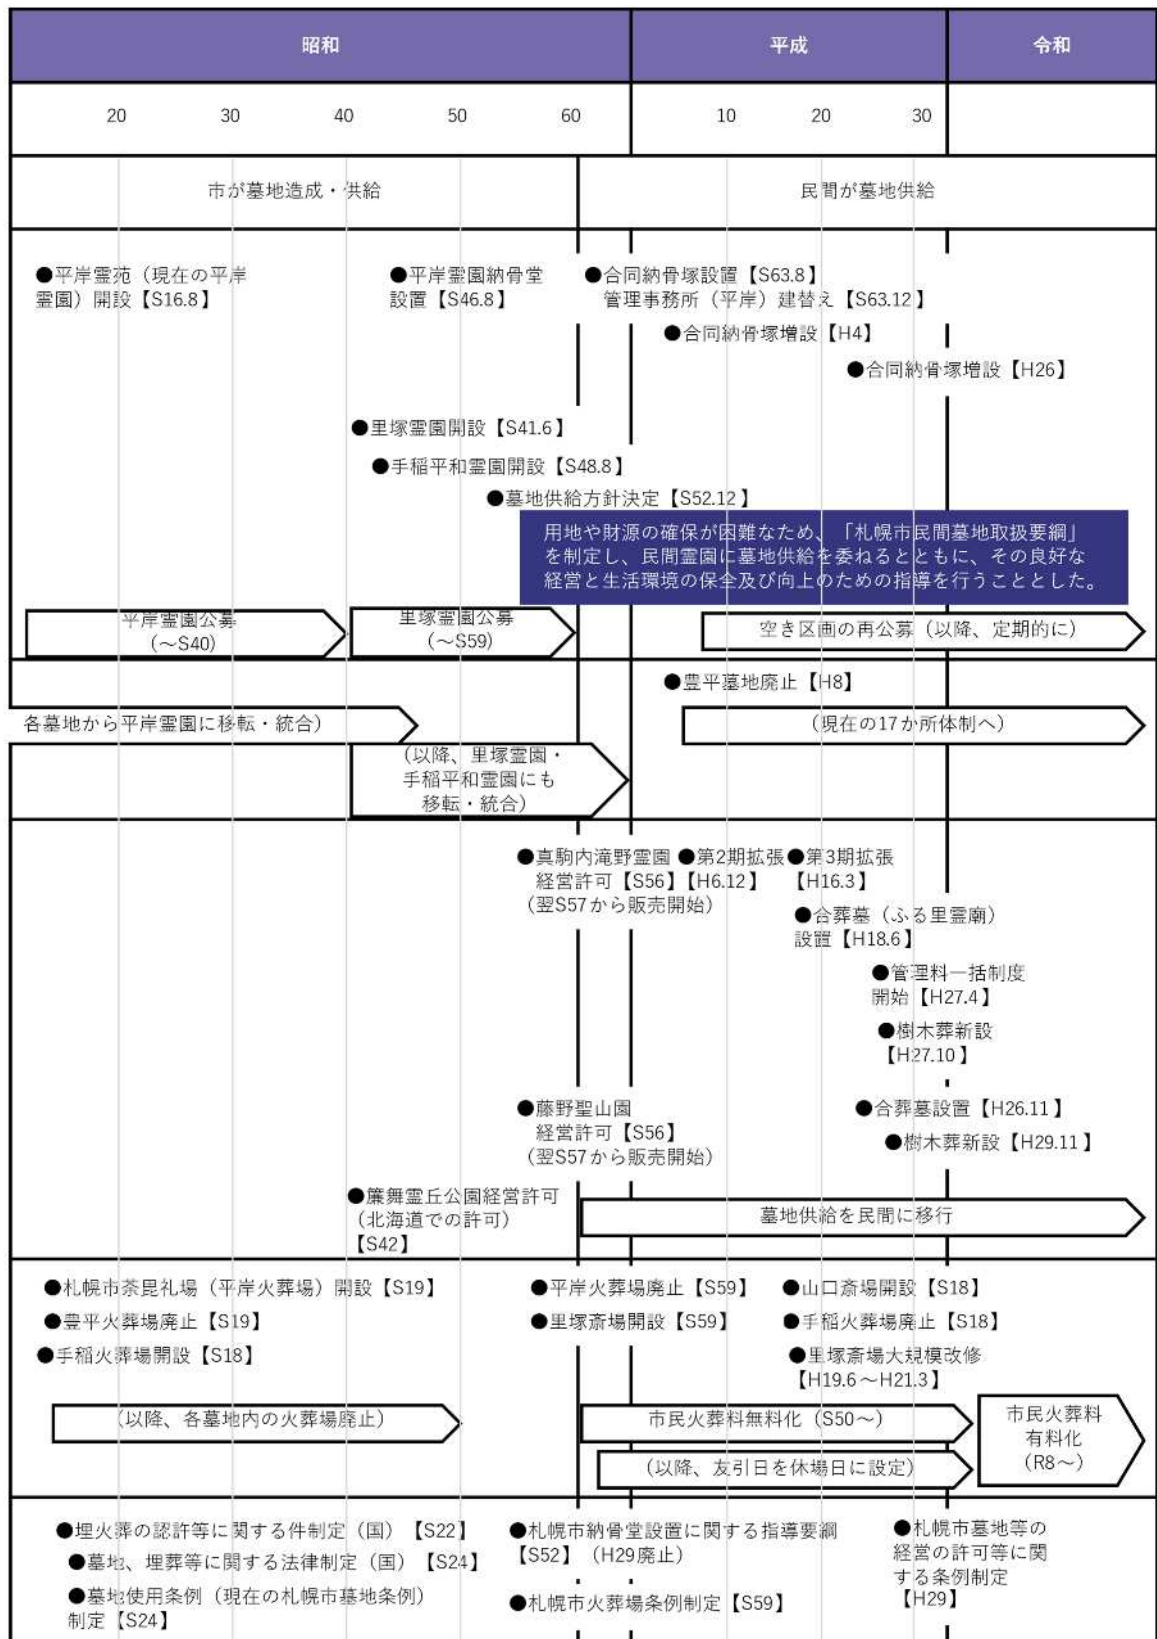 昭和
平成
令和
20
30
40
50
60
10
20
30
市が墓地造成・供給
民間が墓地供給
●平岸霊苑（現在の平岸
霊園）開設【S16.8】
●平岸霊園納骨堂
設置【S46.8】
●合同納骨塚設置【S63.8】
管理事務所（平岸）建替え【S63.12】
●合同納骨塚増設【H4】
●合同納骨塚増設【H26】
●里塚霊園開設【S41.6】
●手稲平和霊園開設【S48.8】
●墓地供給方針決定【S52.12】
用地や財源の確保が困難なため、「札幌市民間墓地取扱要綱」
を制定し、民間霊園に墓地供給を委ねるとともに、その良好な
経営と生活環境の保全及び向上のための指導を行うこととした。
平岸霊園公募
（～S40）
里塚霊園公募
（～S59）
空き区画の再公募（以降、定期的に）
●豊平墓地廃止【H8】
各墓地から平岸霊園に移転・統合）
（現在の17か所体制へ）
（以降、里塚霊園・
手稲平和霊園にも
移転・統合）
●真駒内滝野霊園
経営許可【S56】
（翌S57から販売開始）
●第2期拡張
【H6.12】
●第3期拡張
【H16.3】
●合葬墓（ふる里霊廟）
設置【H18.6】
●管理料一括制度
開始【H27.4】
●樹木葬新設
【H27.10】
●藤野聖山園
経営許可【S56】
（翌S57から販売開始）
●合葬墓設置【H26.11】
●樹木葬新設【H29.11】
●簾舞霊丘公園経営許可
（北海道での許可）
【S42】
墓地供給を民間に移行
●札幌市荼毘礼場（平岸火葬場）開設【S19】
●豊平火葬場廃止【S19】
●手稲火葬場開設【S18】
●平岸火葬場廃止【S59】
●里塚斎場開設【S59】
●山口斎場開設【S18】
●手稲火葬場廃止【S18】
●里塚斎場大規模改修
【H19.6～H21.3】
（以降、各墓地内の火葬場廃止）
市民火葬料無料化（S50～）
（以降、友引日を休場日に設定）
市民火葬料
有料化
（R8～）
●埋火葬の認許等に関する件制定（国）【S22】
●墓地、埋葬等に関する法律制定（国）【S24】
●墓地使用条例（現在の札幌市墓地条例）
制定【S24】
●札幌市納骨堂設置に関する指導要綱
【S52】（H29廃止）
●札幌市火葬場条例制定【S59】
●札幌市墓地等の
経営の許可等に関
する条例制定
【H29】